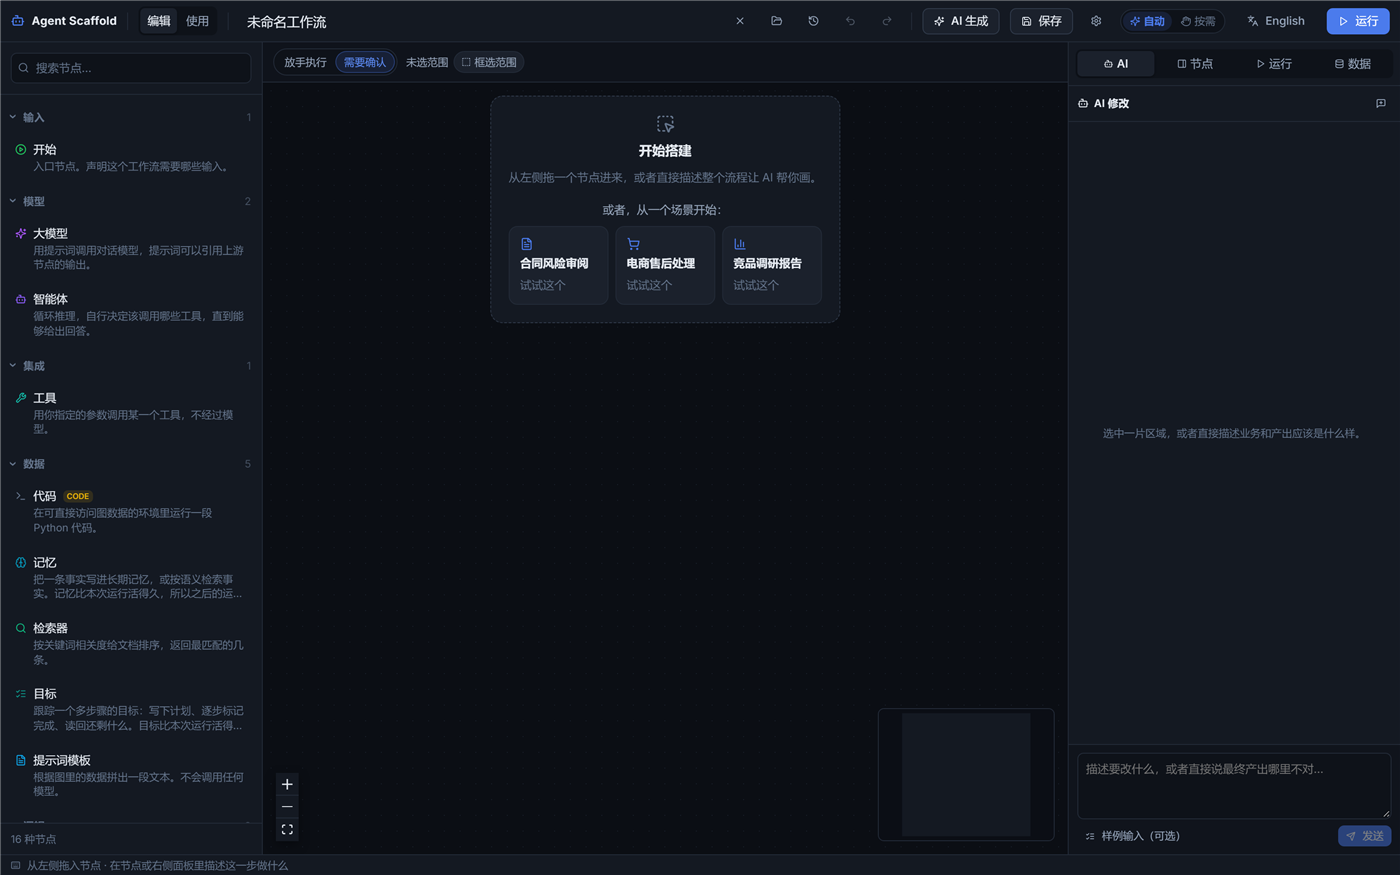 Agent Scaffold
编辑
使用
未命名工作流
AI 生成
保存
自动
按需
English
运行
搜索节点...
放手执行
需要确认
未选范围
框选范围
AI
节点
运行
数据
AI 修改
输入
1
开始
入口节点。声明这个工作流需要哪些输入。
模型
2
大模型
用提示词调用对话模型，提示词可以引用上游
节点的输出。
智能体
循环推理，自行决定该调用哪些工具，直到能
够给出回答。
集成
1
工具
用你指定的参数调用某一个工具，不经过模
型。
数据
5
代码
CODE
在可直接访问图数据的环境里运行一段
Python 代码。
记忆
把一条事实写进长期记忆，或按语义检索事
实。记忆比本次运行活得久，所以之后的运...
检索器
按关键词相关度给文档排序，返回最匹配的几
条。
目标
跟踪一个多步骤的目标：写下计划、逐步标记
完成、读回还剩什么。目标比本次运行活得...
提示词模板
根据图里的数据拼出一段文本。不会调用任何
模型。
16 种节点
开始搭建
从左侧拖一个节点进来，或者直接描述整个流程让 AI 帮你画。
或者，从一个场景开始：
合同风险审阅
试试这个
电商售后处理
试试这个
竞品调研报告
试试这个
选中一片区域，或者直接描述业务和产出应该是什么样。
描述要改什么，或者直接说最终产出哪里不对...
样例输入（可选）
发送
从左侧拖入节点 · 在节点或右侧面板里描述这一步做什么